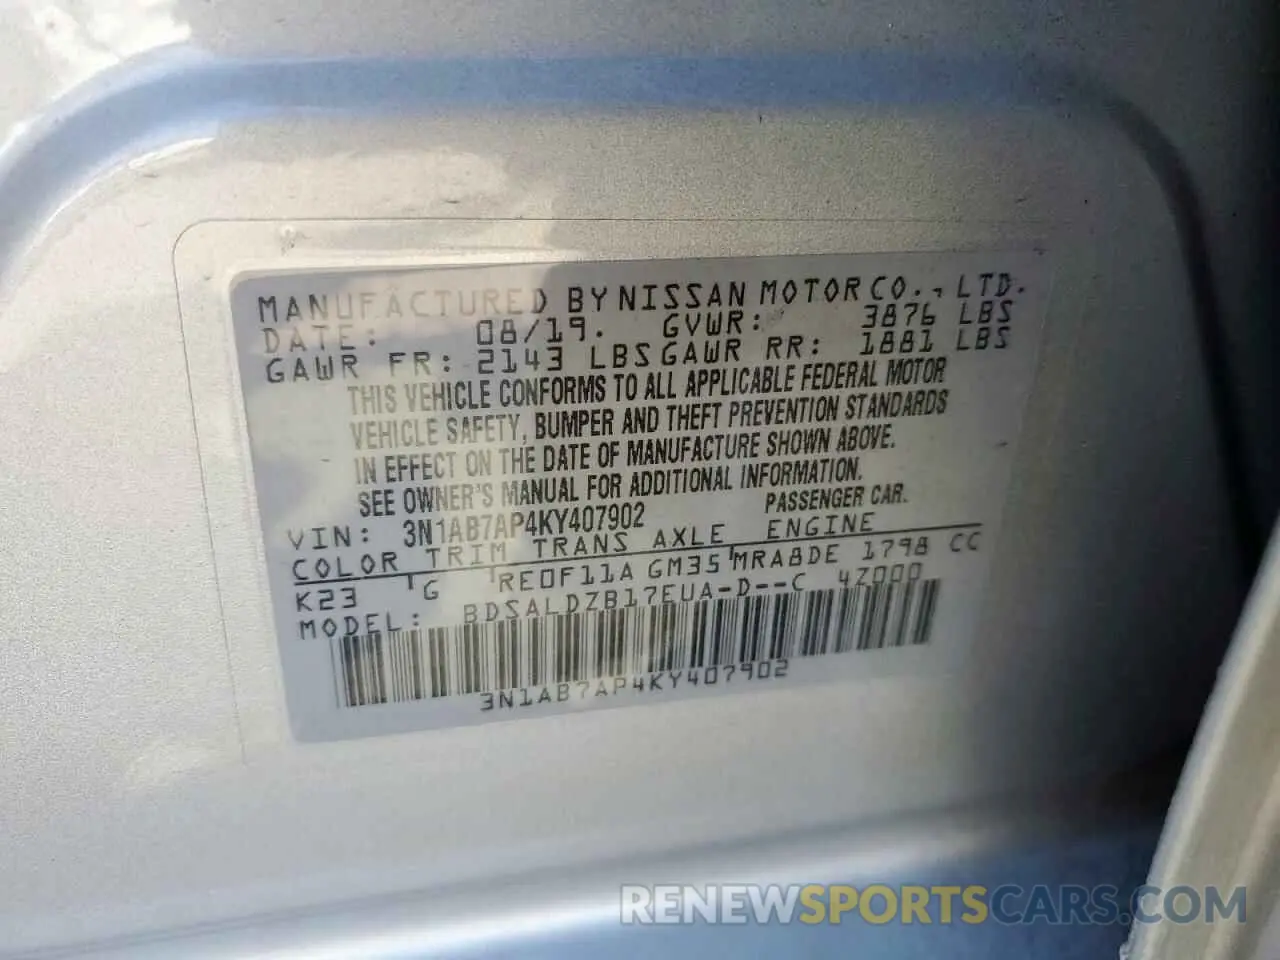 MANUFACTURED BY NISSAN MOTOR CO., LTD.
DATE: 08/19. GVWR: 3876 LBS
GAWR FR: 2143 LBS GAWR RR: 1881 LBS
THIS VEHICLE CONFORMS TO ALL APPLICABLE FEDERAL MOTOR
VEHICLE SAFETY, BUMPER AND THEFT PREVENTION STANDARDS
IN EFFECT ON THE DATE OF MANUFACTURE SHOWN ABOVE.
SEE OWNER'S MANUAL FOR ADDITIONAL INFORMATION.
VIN: 3N1AB7AP4KY407902 PASSENGER CAR.
COLOR TRIM TRANS AXLE ENGINE
K23 G RE0F11A GM35 MRA8DE 1798 CC
MODEL: BDSALDZB17EUA-D--C 4Z000
3N1AB7AP4KY407902
RENEWSPORTSCARS.COM